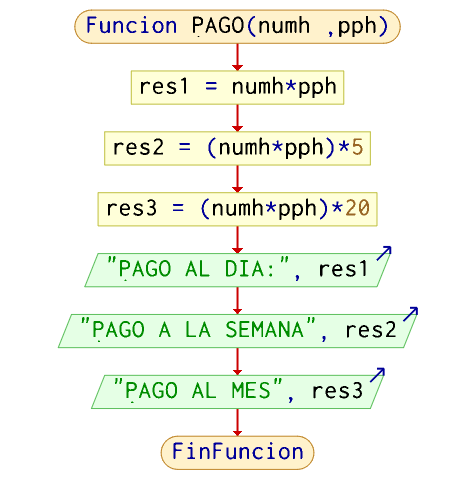 Funcion PAGO(numh ,pph)
res1 = numh*pph
res2 = (numh*pph)*5
res3 = (numh*pph)*20
"PAGO AL DIA:", res1
"PAGO A LA SEMANA", res2
"PAGO AL MES", res3
FinFuncion